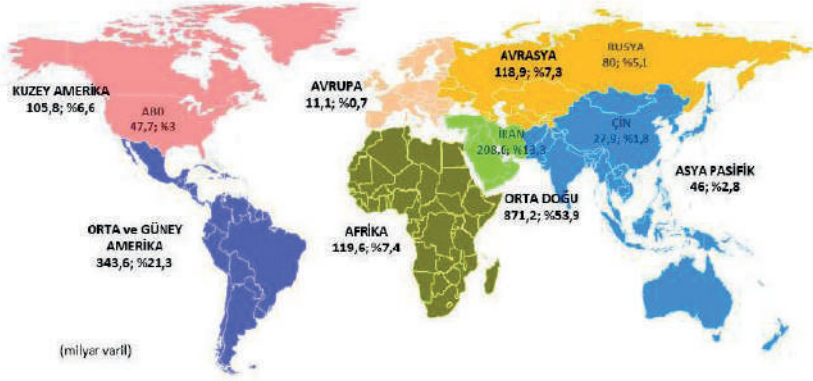 KUZEY AMERİKA
105,8; %6,6
ABD
47,7; %3
AVRUPA
11,1; %0,7
AVRASYA
118,9; %7,3
RUSYA
80; %5,1
İRAN
208,6; %13,3
ÇİN
27,9; %1,8
ASYA PASİFİK
46; %2,8
ORTA DOĞU
871,2; %53,9
AFRİKA
119,6; %7,4
ORTA ve GÜNEY
AMERİKA
343,6; %21,3
(milyar varil)